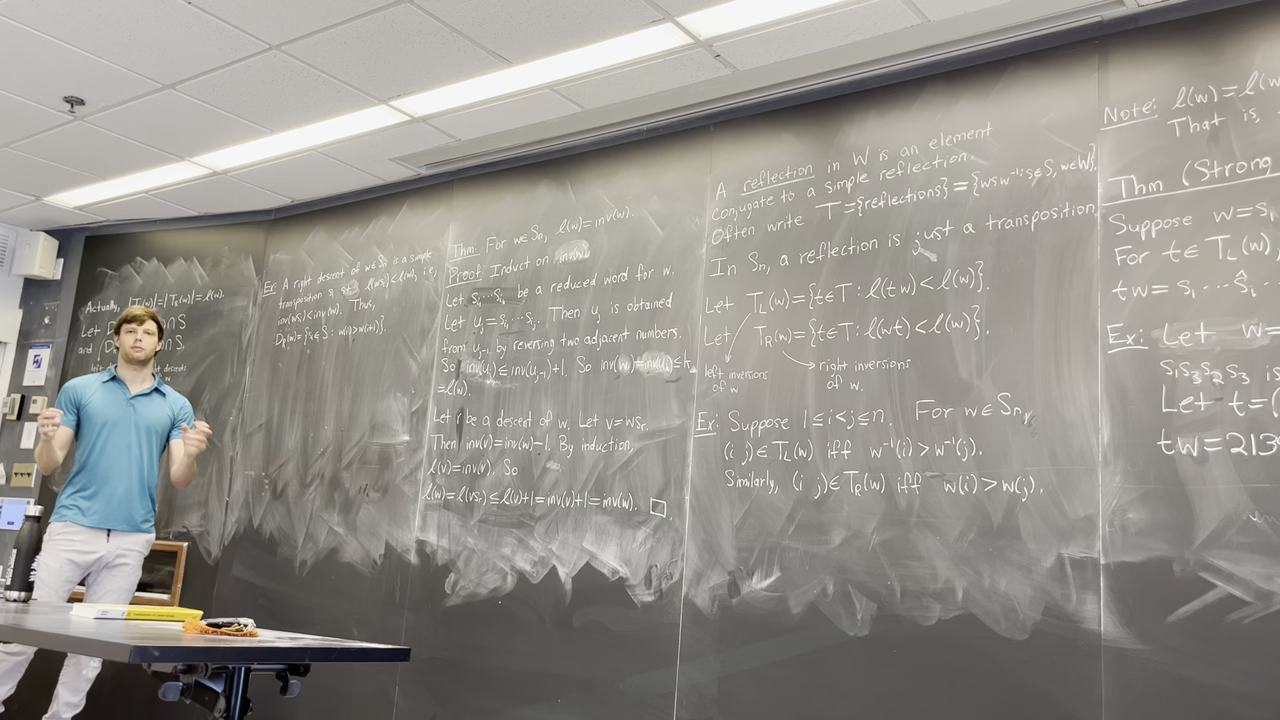 Actually, |T_L(w)|=|T_R(w)|=l(w).
Let D
∩S
and D
∩S.
descents
w
Ex: A right descent of w∈S_n is a simple
transposition s_i s.t. l(ws_i)<l(w), i.e.,
inv(ws_i)<inv(w). Thus,
D_R(w)={s_i∈S: w(i)>w(i+1)}.
Thm: For w∈S_n, l(w)=inv(w).
Proof: Induct on inv(w).
Let s_{i_1}...s_{i_k} be a reduced word for w.
Let u_j=s_{i_1}...s_{i_j}. Then u_j is obtained
from u_{j-1} by reversing two adjacent numbers.
So inv(u_j)≤inv(u_{j-1})+1. So inv(w)=inv(u_k)≤k
=l(w).
Let r be a descent of w. Let v=ws_r.
Then inv(v)=inv(w)-1. By induction,
l(v)=inv(v). So
l(w)=l(vs_r)≤l(v)+1=inv(v)+1=inv(w). □
A reflection in W is an element
conjugate to a simple reflection.
Often write T={reflections}={wsw^{-1}: s∈S, w∈W}.
In S_n, a reflection is just a transposition.
Let T_L(w)={t∈T: l(tw)<l(w)}.
Let T_R(w)={t∈T: l(wt)<l(w)}.
left inversions
of w
right inversions
of w.
Ex: Suppose 1≤i<j≤n. For w∈S_n,
(i j)∈T_L(w) iff w^{-1}(i)>w^{-1}(j).
Similarly, (i j)∈T_R(w) iff w(i)>w(j).
Note: l(w)=l(w
That is,
Thm (Strong
Suppose w=s_1
For t∈T_L(w),
tw=s_1...ŝ_i...
Ex: Let w=
s_1s_3s_2s_3 is
Let t=(
tw=213